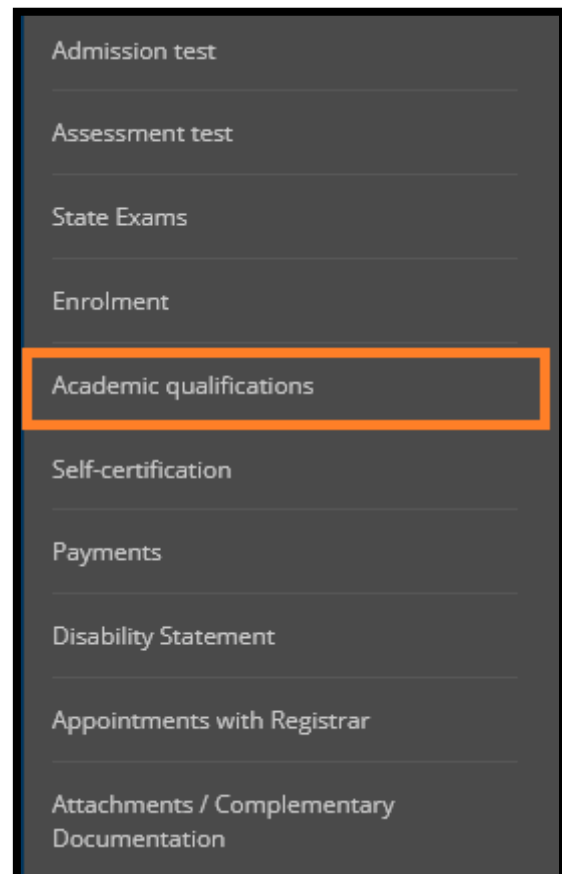 Admission test
Assessment test
State Exams
Enrolment
Academic qualifications
Self-certification
Payments
Disability Statement
Appointments with Registrar
Attachments / Complementary
Documentation